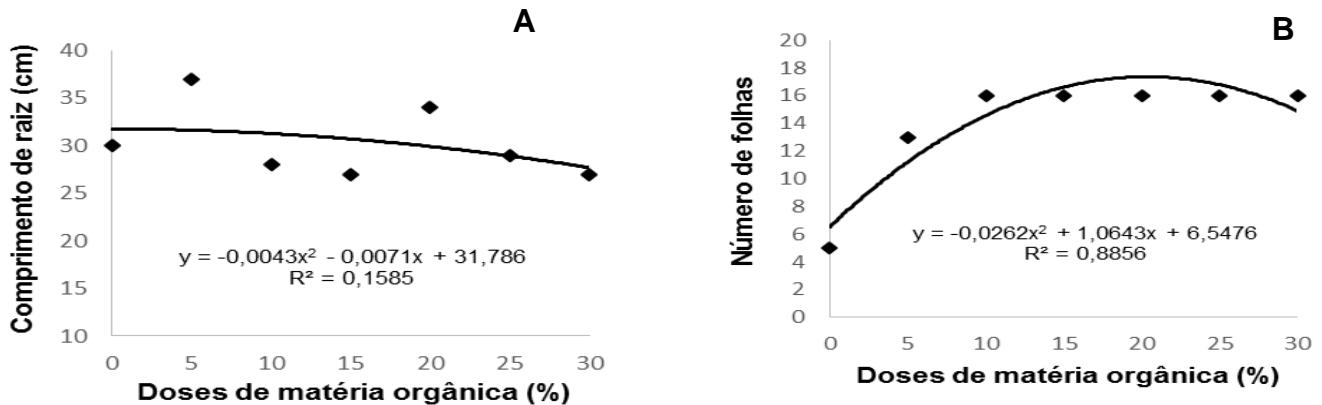 A
Comprimento de raiz (cm)
40
35
30
25
20
15
10
y = -0,0043x² - 0,0071x + 31,786
R² = 0,1585
0 5 10 15 20 25 30
Doses de matéria orgânica (%)
B
Número de folhas
20
18
16
14
12
10
8
6
4
2
0
y = -0,0262x² + 1,0643x + 6,5476
R² = 0,8856
0 5 10 15 20 25 30
Doses de matéria orgânica (%)